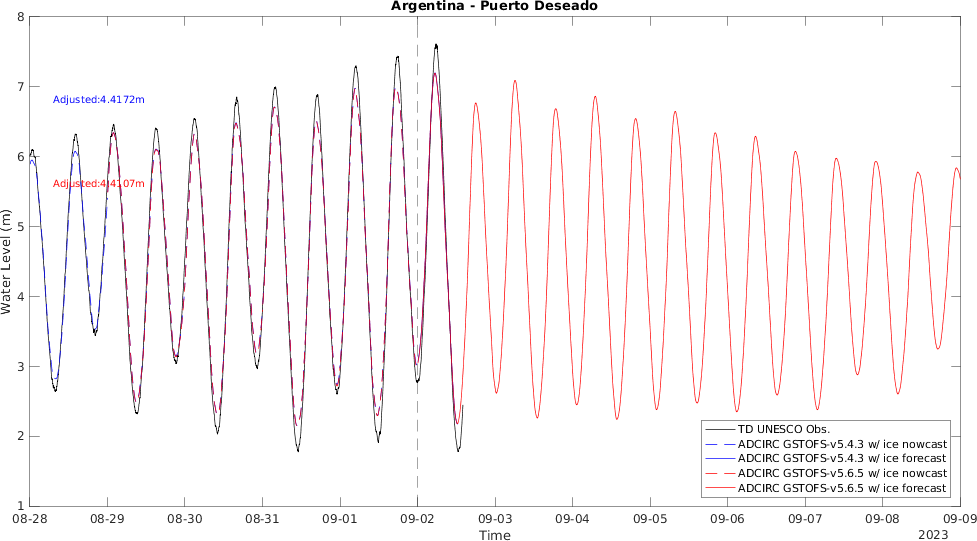 Argentina - Puerto Deseado
8
7
6
5
4
3
2
1
Water Level (m)
Adjusted:4.4172m
Adjusted:4.4107m
TD UNESCO Obs.
ADCIRC GSTOFS-v5.4.3 w/ ice nowcast
ADCIRC GSTOFS-v5.4.3 w/ ice forecast
ADCIRC GSTOFS-v5.6.5 w/ ice nowcast
ADCIRC GSTOFS-v5.6.5 w/ ice forecast
08-28 08-29 08-30 08-31 09-01 09-02 09-03 09-04 09-05 09-06 09-07 09-08 09-09
Time
2023